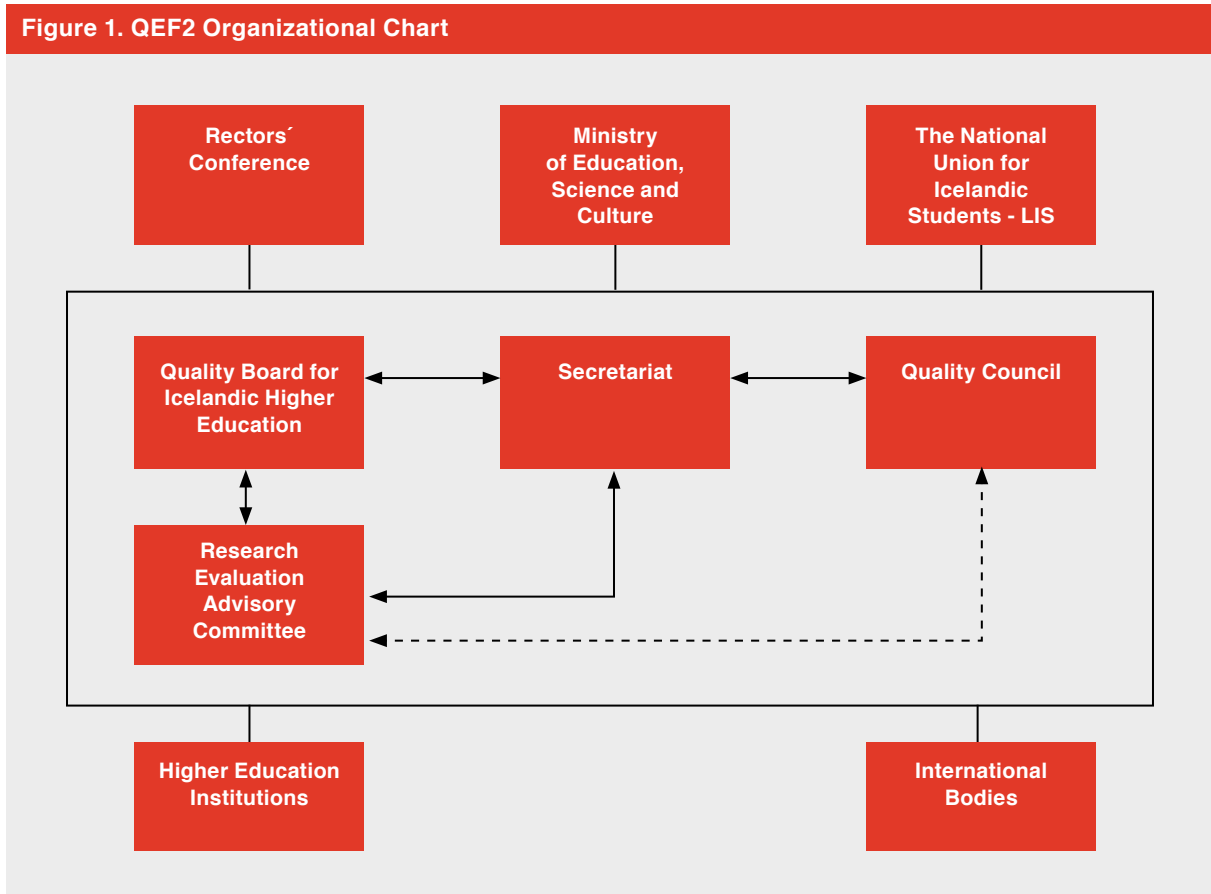 Figure 1. QEF2 Organizational Chart
Rectors´
Conference
Ministry
of Education,
Science and
Culture
The National
Union for
Icelandic
Students - LIS
Quality Board for
Icelandic Higher
Education
Secretariat
Quality Council
Research
Evaluation
Advisory
Committee
Higher Education
Institutions
International
Bodies